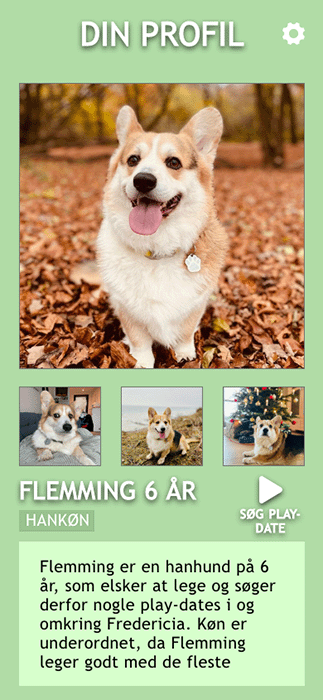 DIN PROFIL
FLEMMING 6 ÅR
HANKØN
SØG PLAY-
DATE
Flemming er en hanhund på 6
år, som elsker at lege og søger
derfor nogle play-dates i og
omkring Fredericia. Køn er
underordnet, da Flemming
leger godt med de fleste